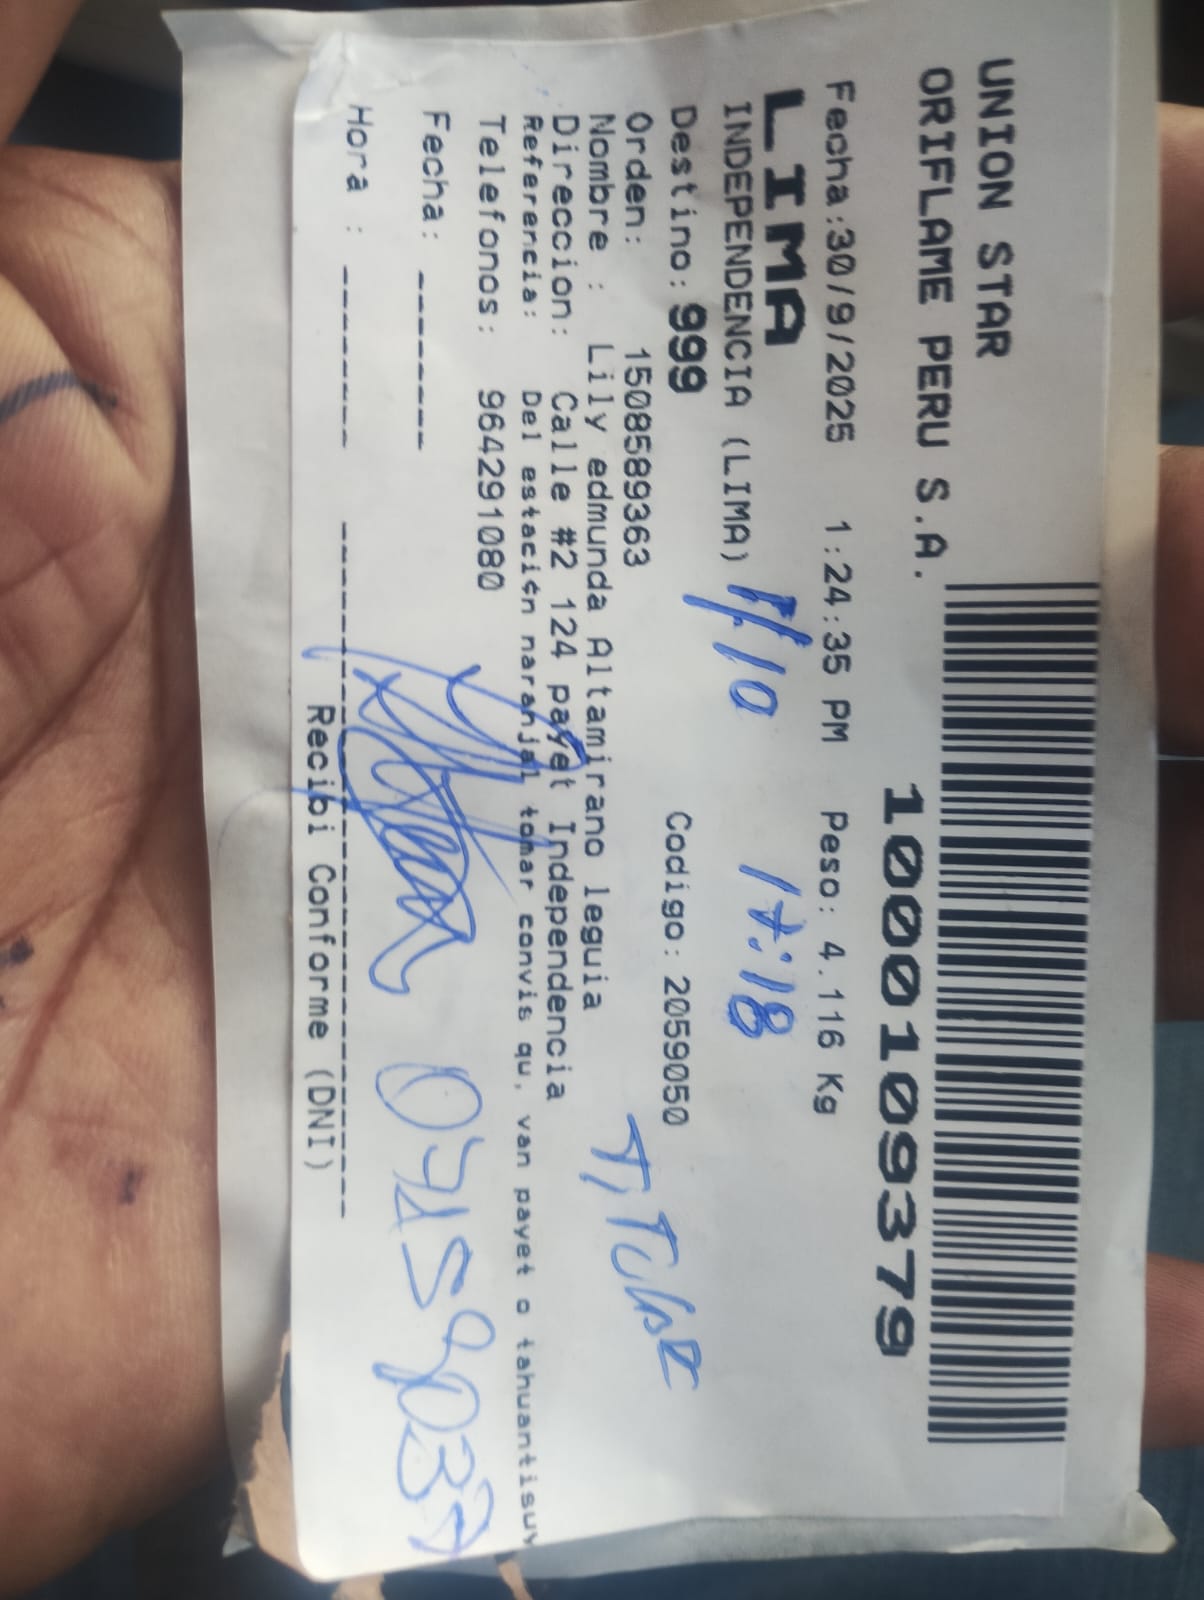 UNION STAR
ORIFLAME PERU S.A.
1000109379
Fecha:30/9/2025 1:24:35 PM Peso: 4.116 Kg
LIMA
INDEPENDENCIA (LIMA) 1/10 17:18
Destino: 999 Codigo: 2059050
Orden: 1508589363
TiTular
Nombre : Lily edmunda Altamirano leguia
Direccion: Calle #2 124 payet Independencia
Referencia: Del estación naranjal tomar convis qu, van payet o tahuantisuy
Telefonos: 964291080
Fecha: -------
Hora : --------
Recibi Conforme (DNI)